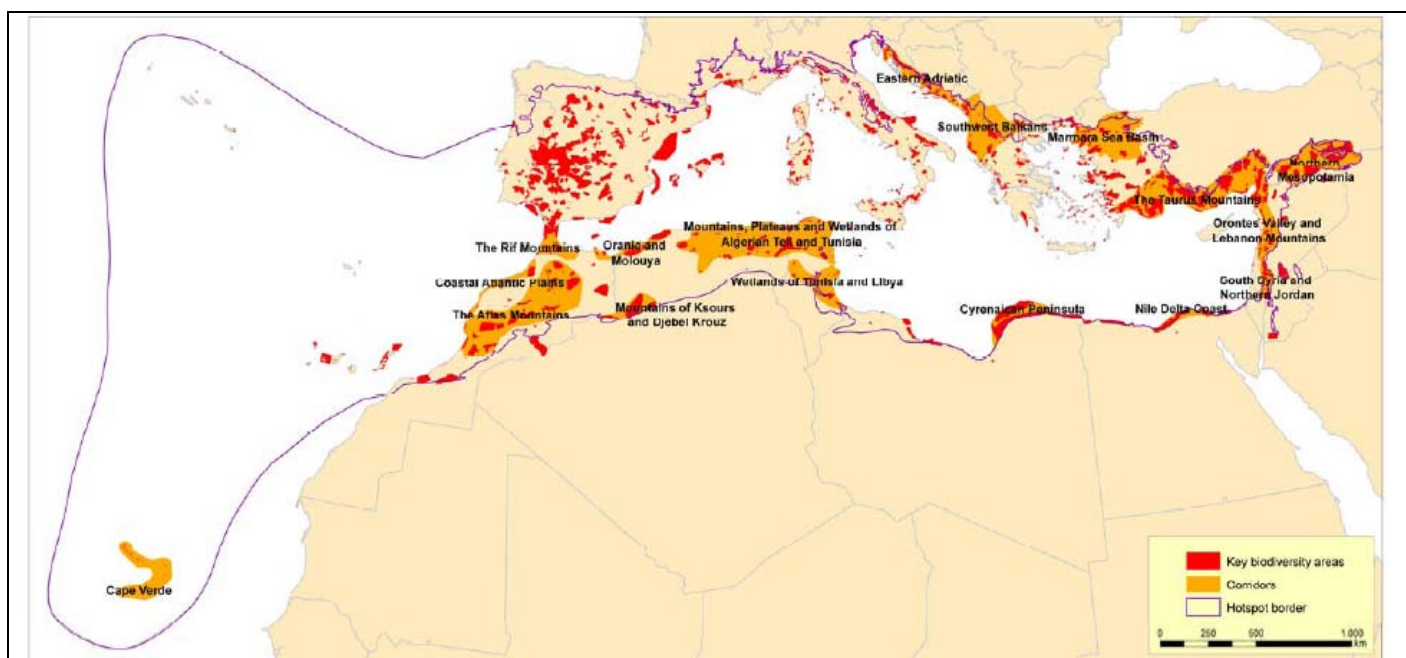 Eastern Adriatic
Southwest Balkans
Marmara Sea Basin
Northern
Mesopotamia
The Taurus Mountains
Orontes Valley and
Lebanon Mountains
South Syria and
Northern Jordan
Mountains, Plateaus and Wetlands of
Algerian Tell and Tunisia
The Rif Mountains
Oranie and
Molouya
Coastal Atlantic Plains
Wetlands of Tunisia and Libya
The Atlas Mountains
Mountains of Ksours
and Djebel Krouz
Cyrenaican Peninsula
Nile Delta Coast
Cape Verde
Key biodiversity areas
Corridors
Hotspot border
0 250 500 1.000
km